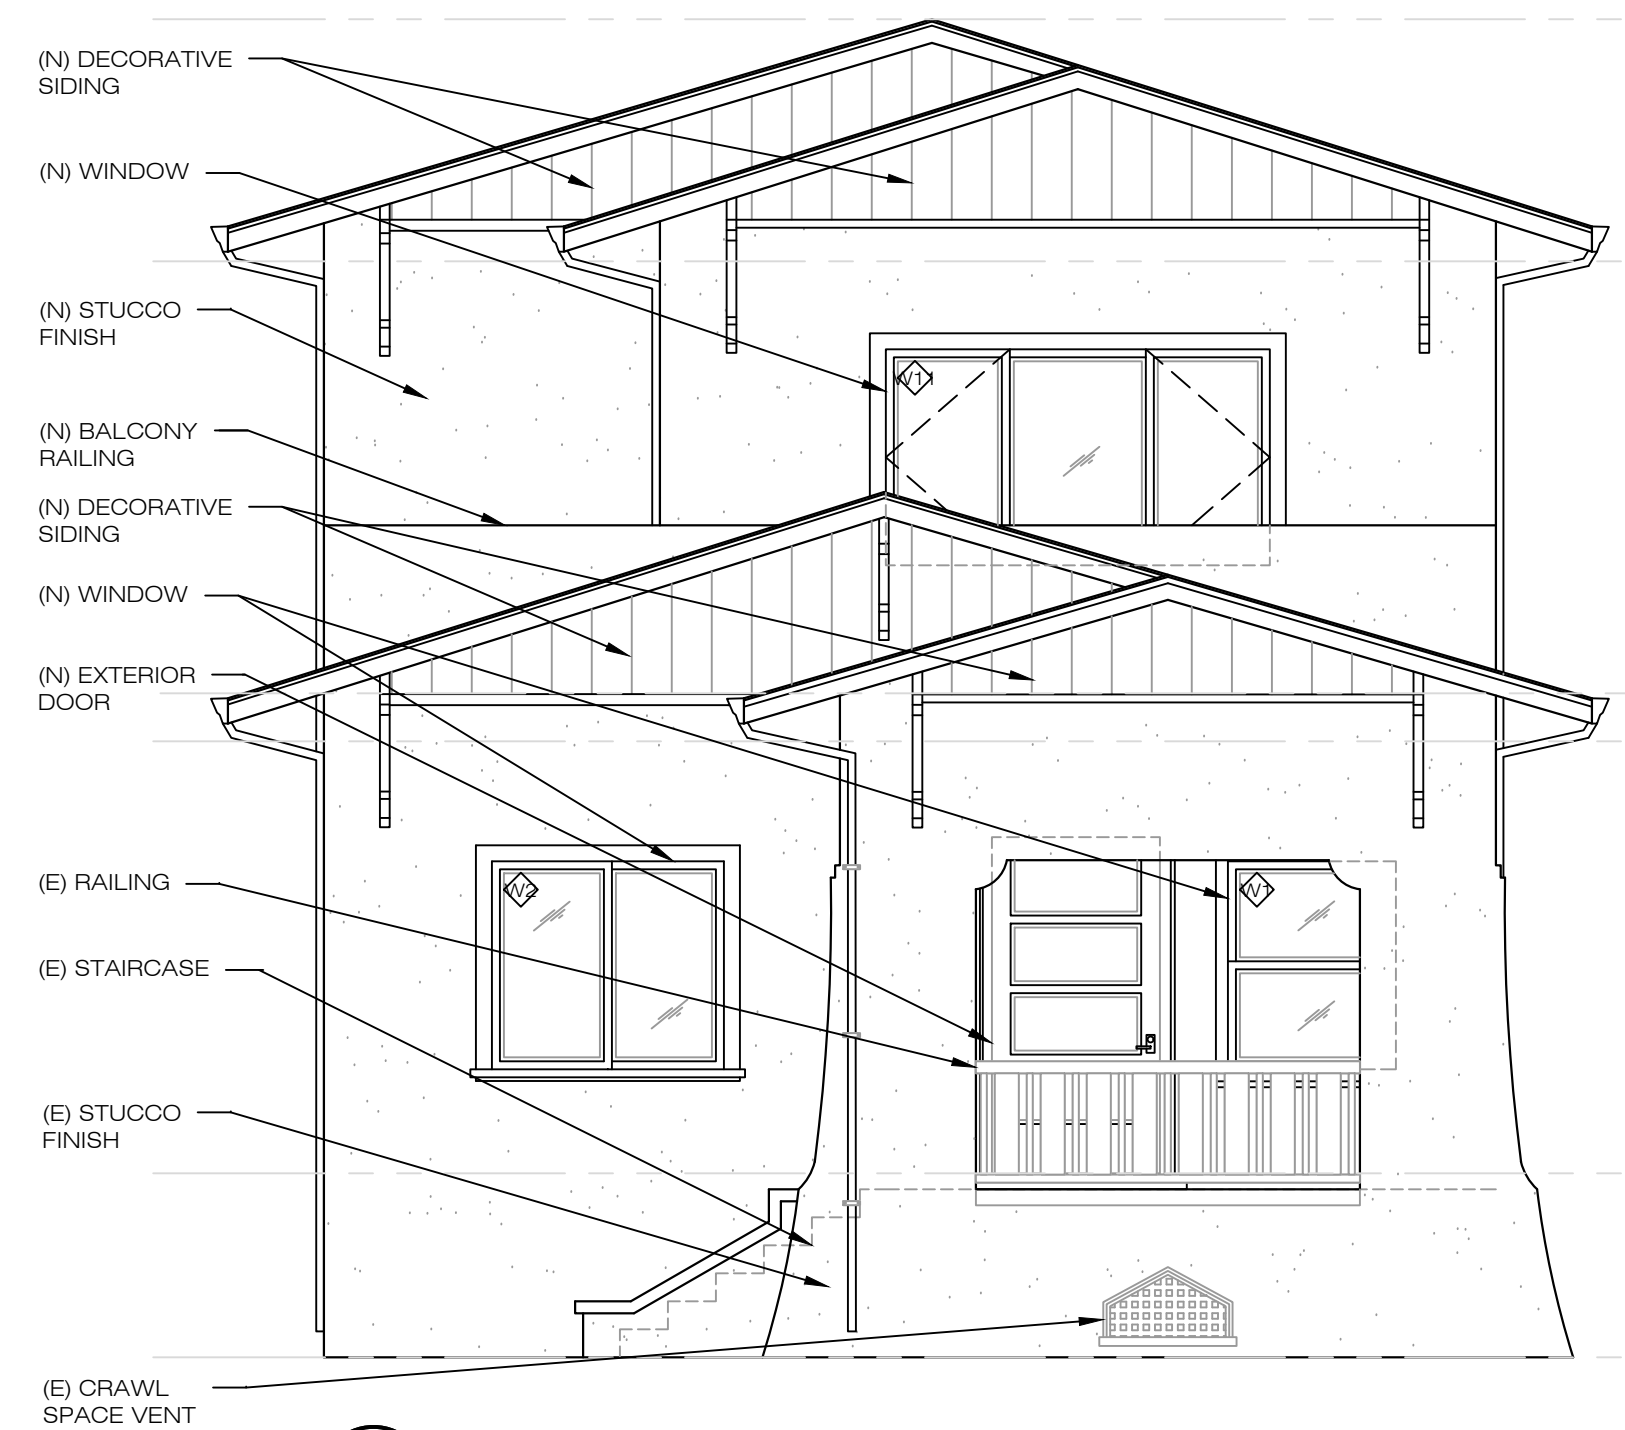 (N) DECORATIVE
SIDING
(N) WINDOW
(N) STUCCO
FINISH
W11
(N) BALCONY
RAILING
(N) DECORATIVE
SIDING
(N) WINDOW
(N) EXTERIOR
DOOR
(E) RAILING
W2
W1
(E) STAIRCASE
(E) STUCCO
FINISH
(E) CRAWL
SPACE VENT